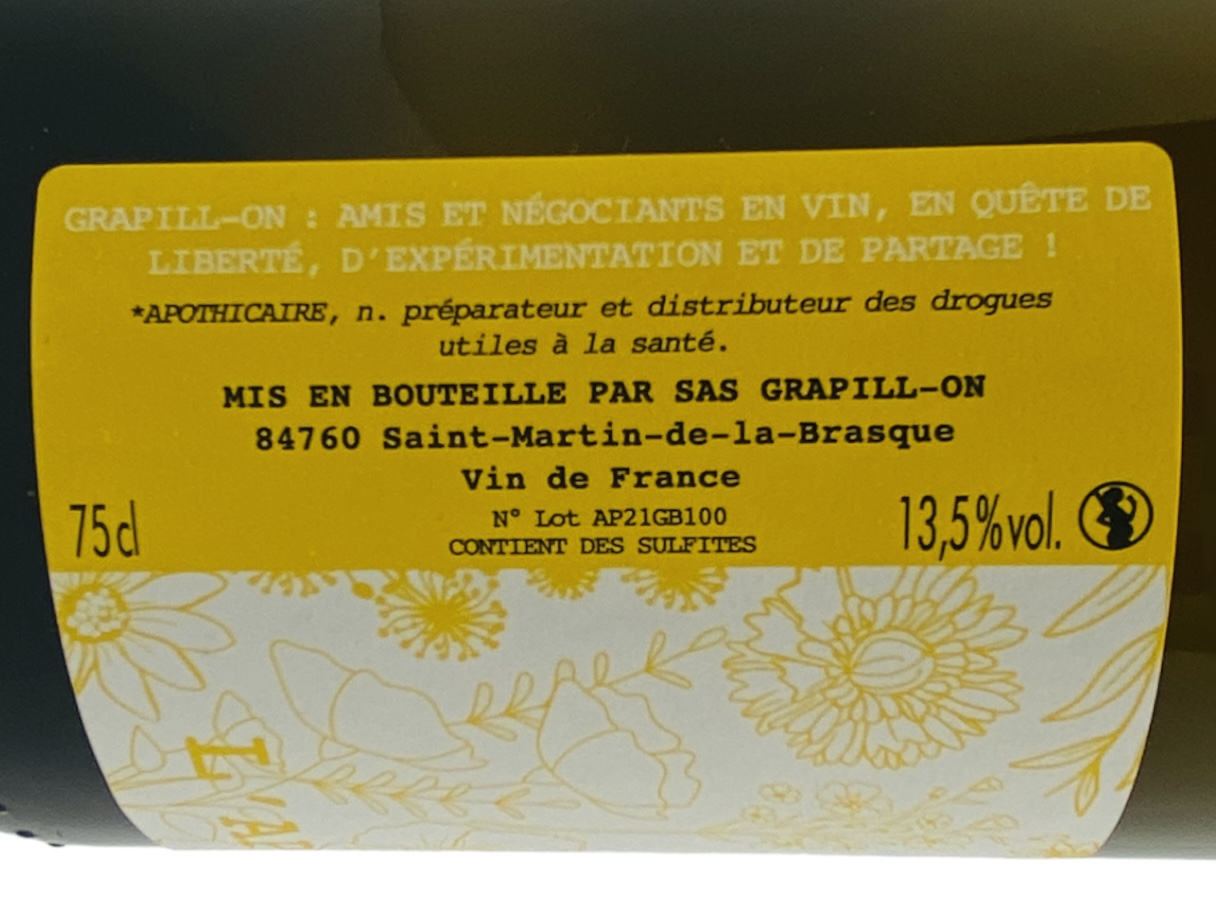 GRAPILL-ON : AMIS ET NÉGOCIANTS EN VIN, EN QUÊTE DE
LIBERTÉ, D'EXPÉRIMENTATION ET DE PARTAGE !
*APOTHICAIRE, n. préparateur et distributeur des drogues
utiles à la santé.
MIS EN BOUTEILLE PAR SAS GRAPILL-ON
84760 Saint-Martin-de-la-Brasque
Vin de France
N° Lot AP21GB100
CONTIENT DES SULFITES
75cl
13,5%vol.
L'A